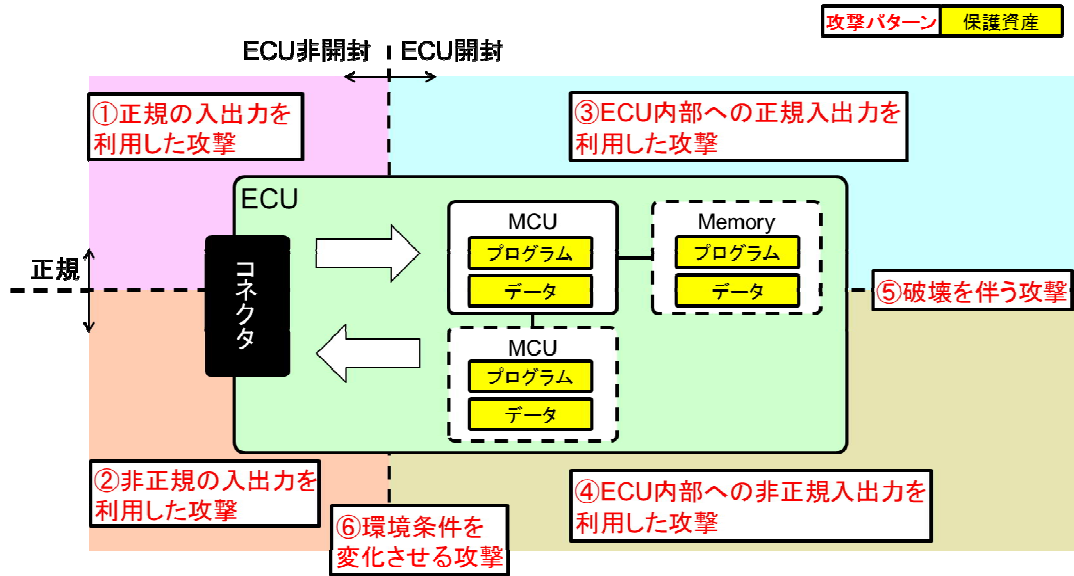 攻撃パターン
保護資産
ECU非開封
ECU開封
①正規の入出力を
利用した攻撃
③ECU内部への正規入出力を
利用した攻撃
ECU
MCU
プログラム
データ
Memory
プログラム
データ
正規
コネクタ
⑤破壊を伴う攻撃
MCU
プログラム
データ
②非正規の入出力を
利用した攻撃
④ECU内部への非正規入出力を
利用した攻撃
⑥環境条件を
変化させる攻撃